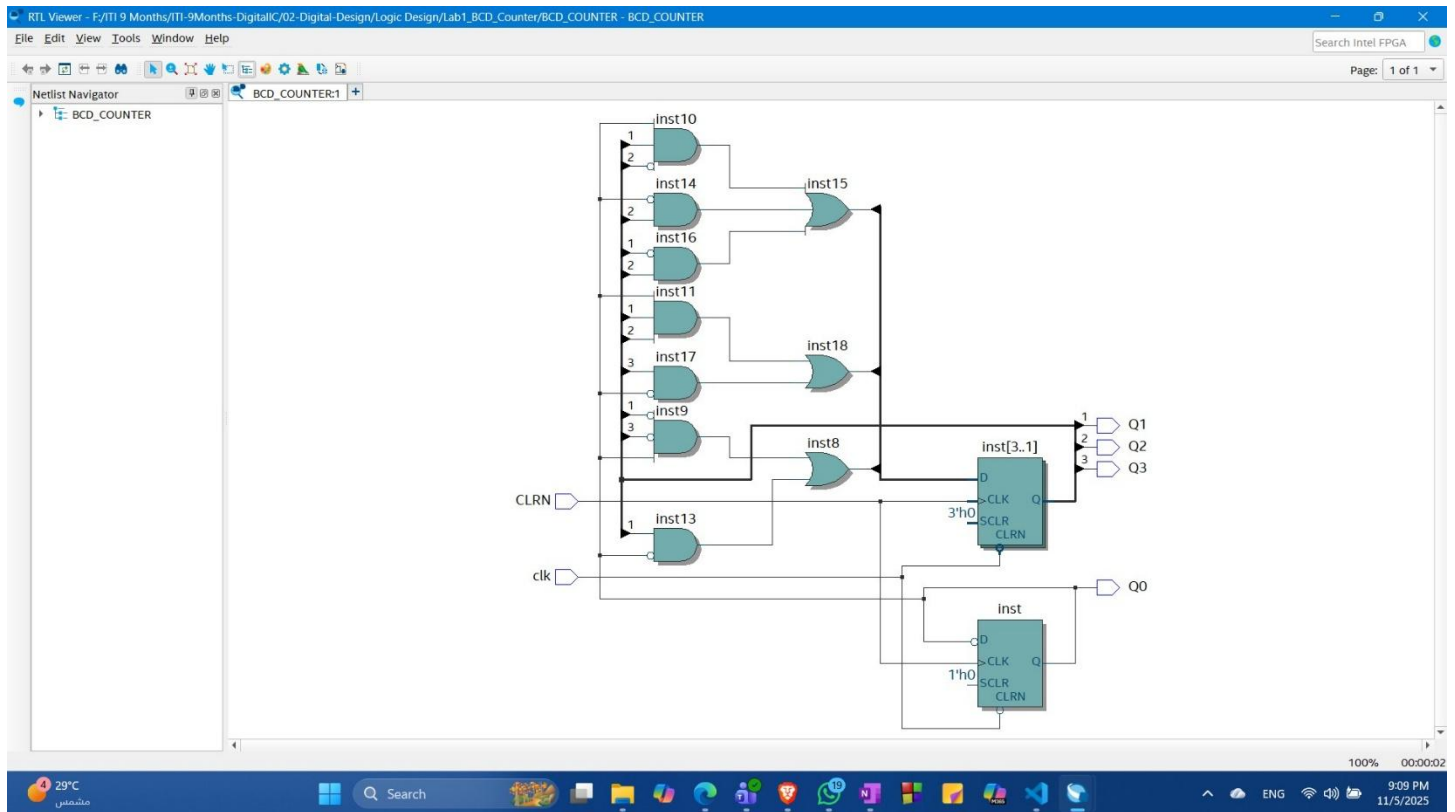 RTL Viewer - F:/ITI 9 Months/ITI-9Months-DigitalIC/02-Digital-Design/Logic Design/Lab1_BCD_Counter/BCD_COUNTER - BCD_COUNTER
File Edit View Tools Window Help
Search Intel FPGA
Page: 1 of 1
Netlist Navigator
BCD_COUNTER:1
BCD_COUNTER
inst10
1
2
inst14
inst15
2
inst16
1
2
inst11
1
2
inst18
inst17
3
inst9
1
3
inst8
1 Q1
2 Q2
3 Q3
inst[3..1]
D
CLRN
>CLK Q
3'h0
SCLR
CLRN
inst13
1
clk
Q0
inst
D
>CLK Q
1'h0
SCLR
CLRN
100% 00:00:02
4
29°C
مشمس
Search
19
ENG
9:09 PM
11/5/2025